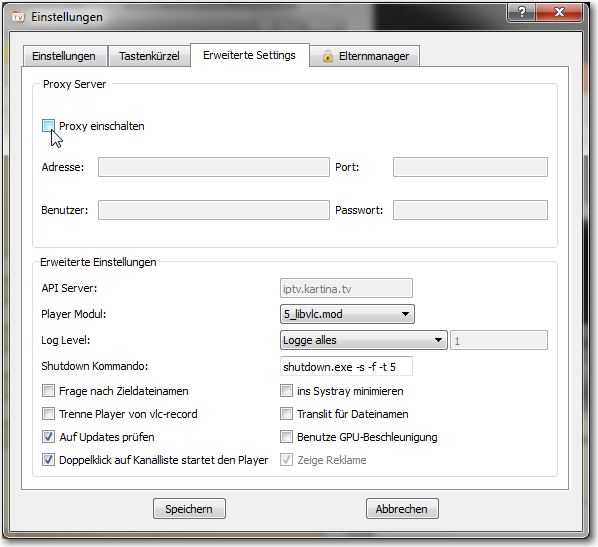 TV Einstellungen ?
Einstellungen Tastenkürzel Erweiterte Settings Elternmanager
Proxy Server
Proxy einschalten
Adresse: Port:
Benutzer: Passwort:
Erweiterte Einstellungen
API Server: iptv.kartina.tv
Player Modul: 5_libvlc.mod
Log Level: Logge alles 1
Shutdown Kommando: shutdown.exe -s -f -t 5
Frage nach Zieldateinamen ins Systray minimieren
Trenne Player von vlc-record Translit für Dateinamen
Auf Updates prüfen Benutze GPU-Beschleunigung
Doppelklick auf Kanalliste startet den Player Zeige Reklame
Speichern Abbrechen